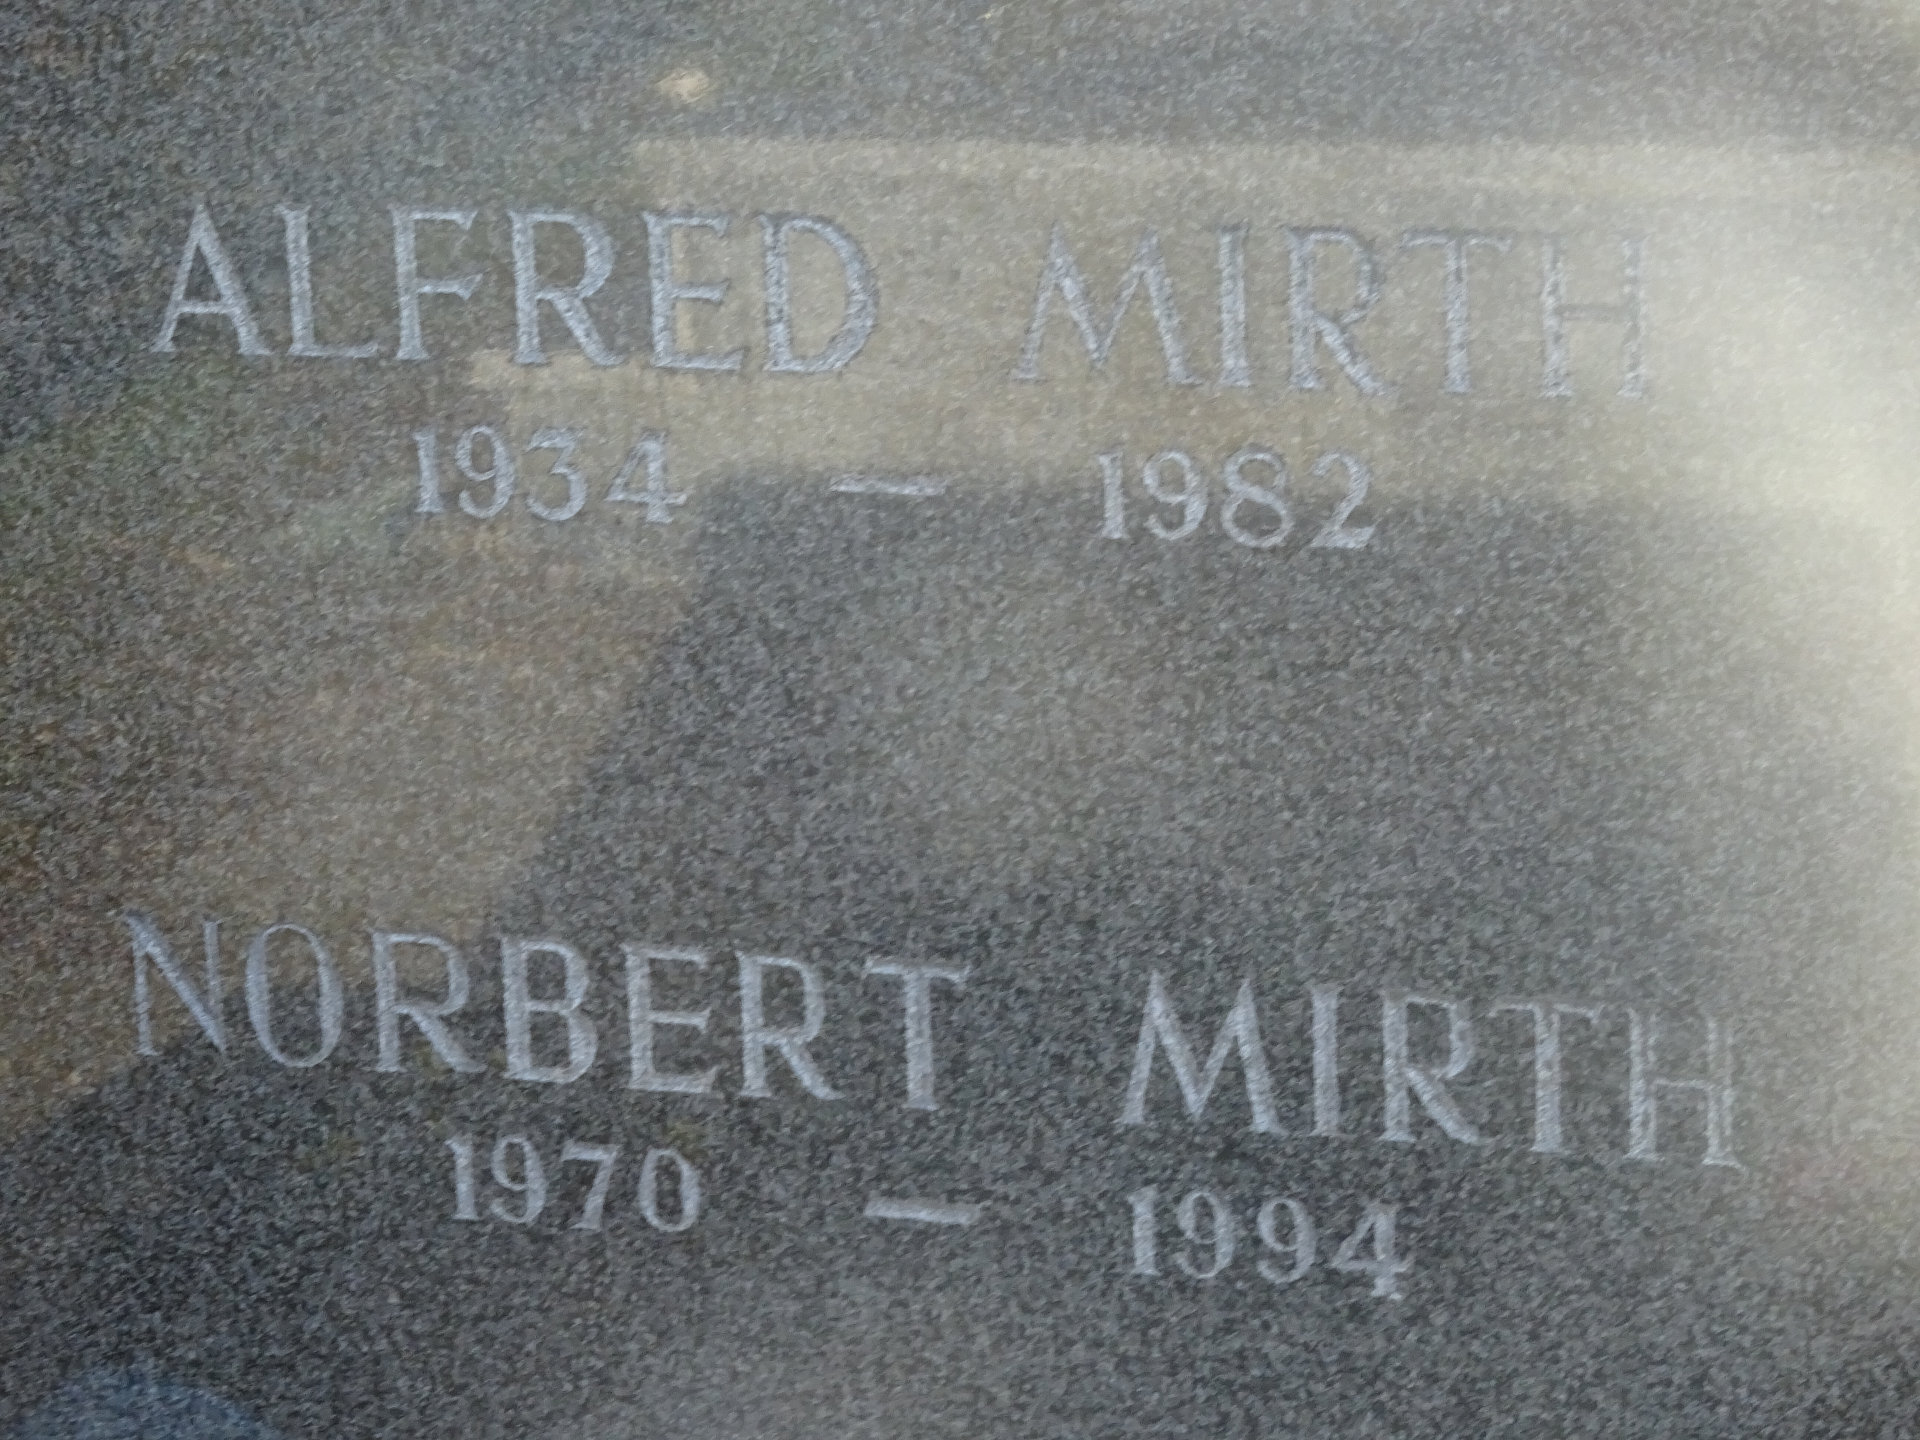 ALFRED MIRTH
1934 — 1982
NORBERT MIRTH
1970 — 1994